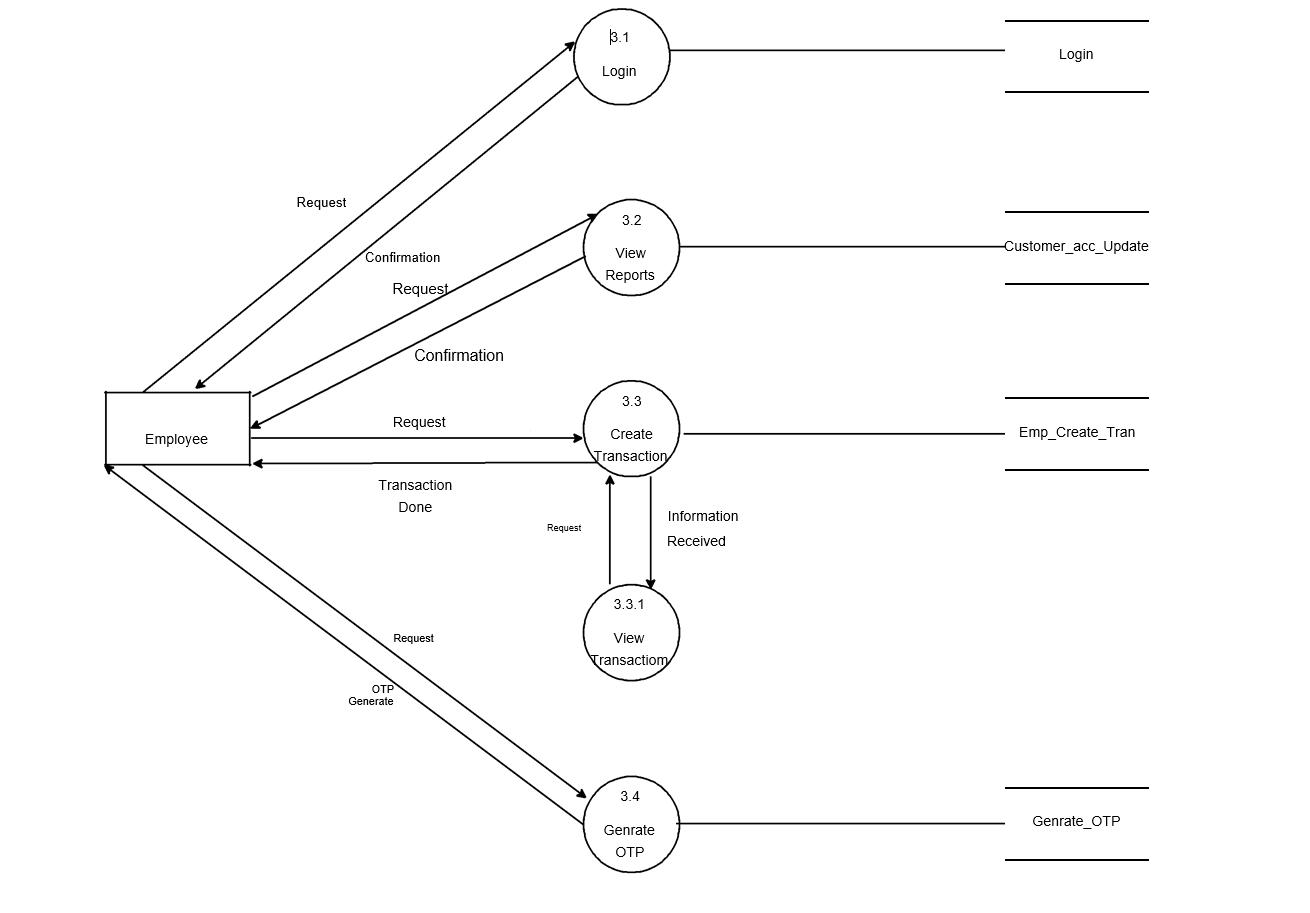 3.1
Login
Login
Request
3.2
View
Reports
Customer_acc_Update
Confirmation
Request
Confirmation
3.3
Create
Transaction
Emp_Create_Tran
Request
Employee
Transaction
Done
Request
Information
Received
3.3.1
View
Transactiom
Request
OTP
Generate
3.4
Genrate
OTP
Genrate_OTP